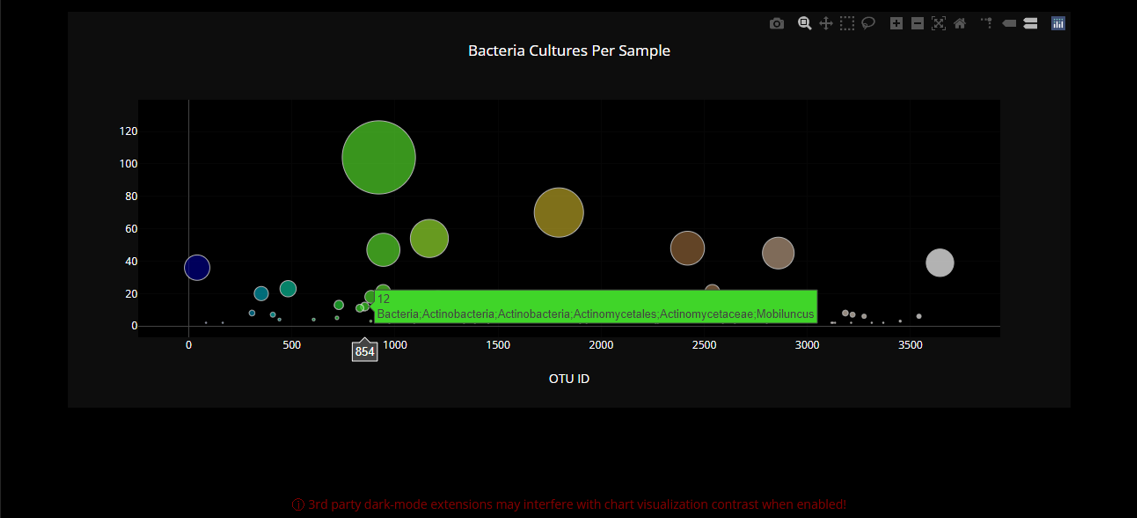 Bacteria Cultures Per Sample
120
100
80
60
40
20
0
12
Bacteria;Actinobacteria;Actinobacteria;Actinomycetales;Actinomycetaceae;Mobiluncus
0 500 1000 1500 2000 2500 3000 3500
854
OTU ID
3rd party dark-mode extensions may interfere with chart visualization contrast when enabled!